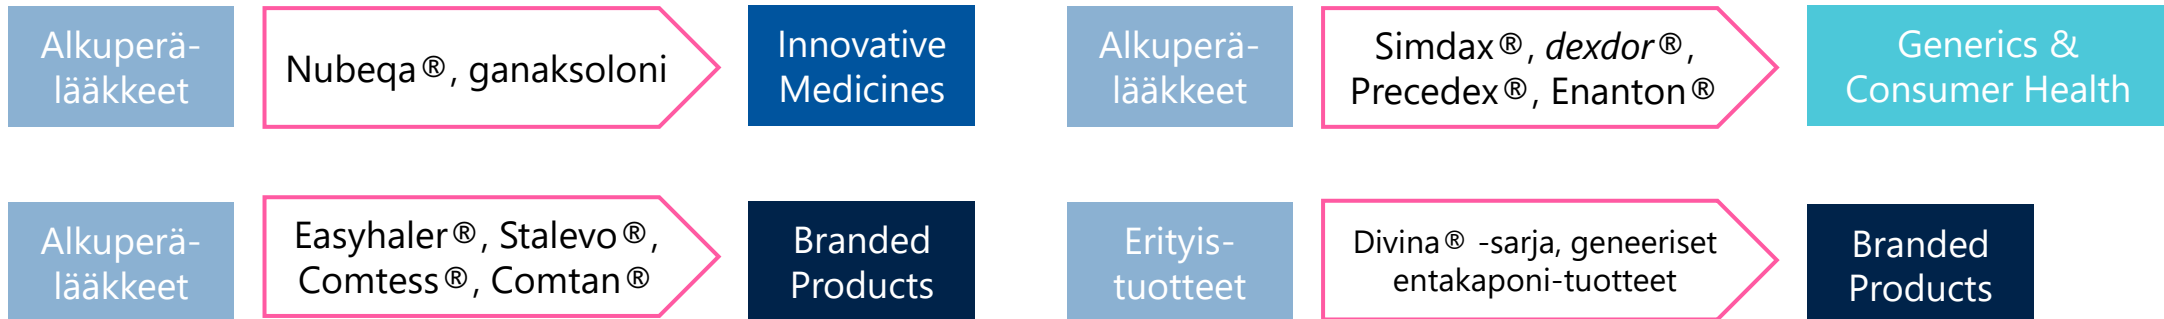 Alkuperä-
lääkkeet
Nubeqa®, ganaksoloni
Innovative
Medicines
Alkuperä-
lääkkeet
Simdax®, dexdor®,
Precedex®, Enanton®
Generics &
Consumer Health
Alkuperä-
lääkkeet
Easyhaler®, Stalevo®,
Comtess®, Comtan®
Branded
Products
Erityis-
tuotteet
Divina® -sarja, geneeriset
entakaponi-tuotteet
Branded
Products